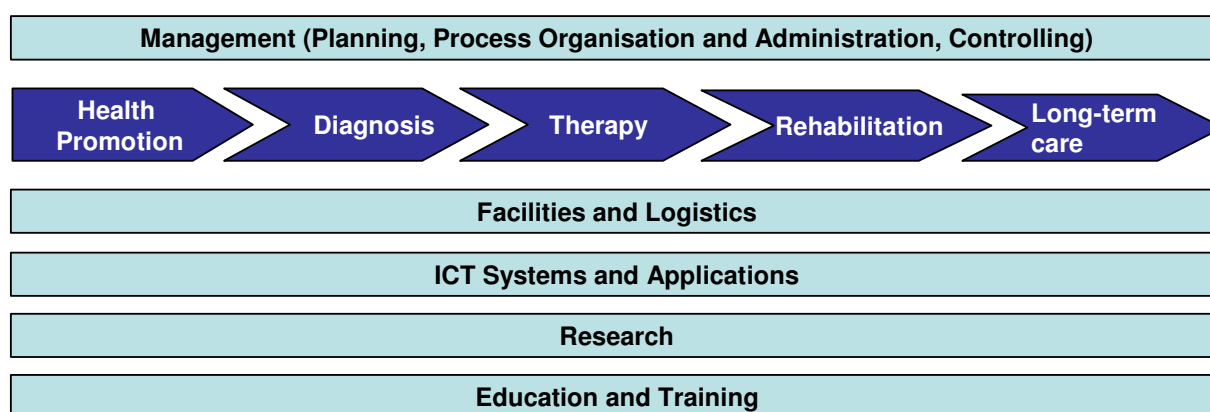 Management (Planning, Process Organisation and Administration, Controlling)
Health
Promotion
Diagnosis
Therapy
Rehabilitation
Long-term
care
Facilities and Logistics
ICT Systems and Applications
Research
Education and Training